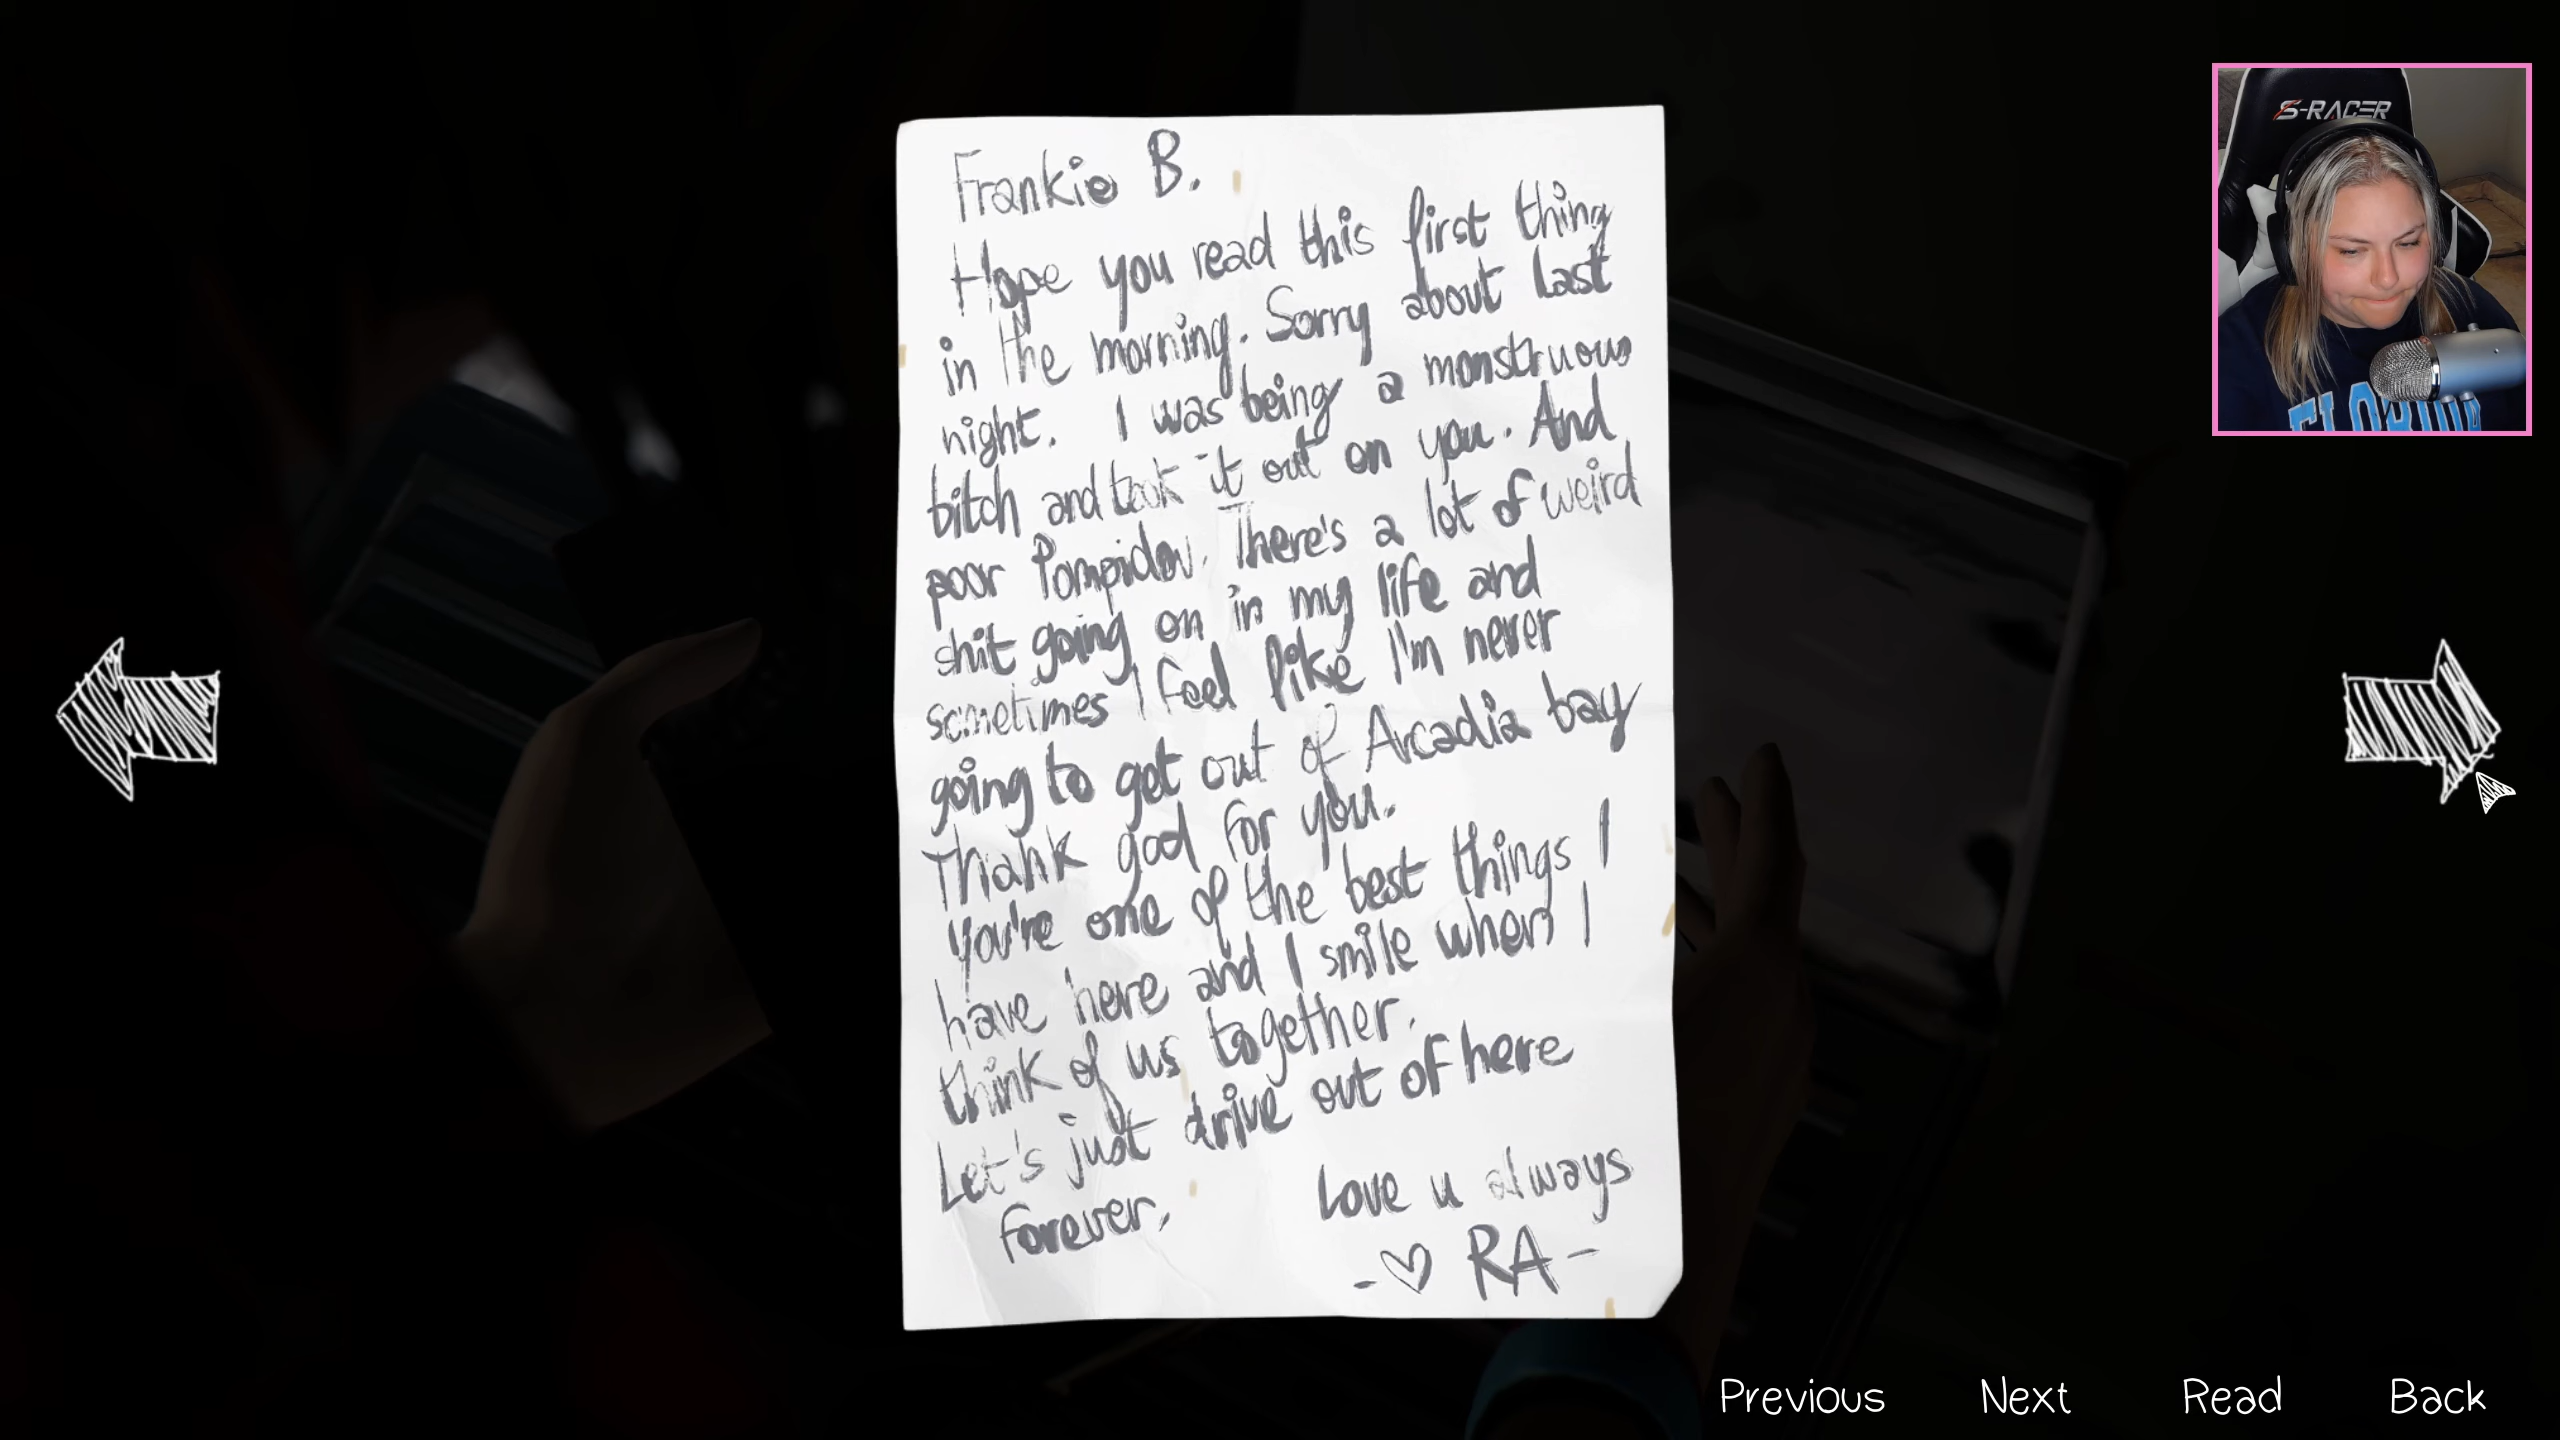 S-RACER
Frankie B.
Hope you read this first thing
in the morning. Sorry about last
night. I was being a monstruous
bitch and took it out on you. And
poor Pompidou. There's a lot of weird
shit going on in my life and
sometimes I feel like I'm never
going to get out of Arcadia bay
Thank god for you.
You're one of the best things I
have here and I smile when I
think of us together.
Let's just drive out of here
forever.
Love u always
-♡ RA-
FLORIDA
Previous Next Read Back